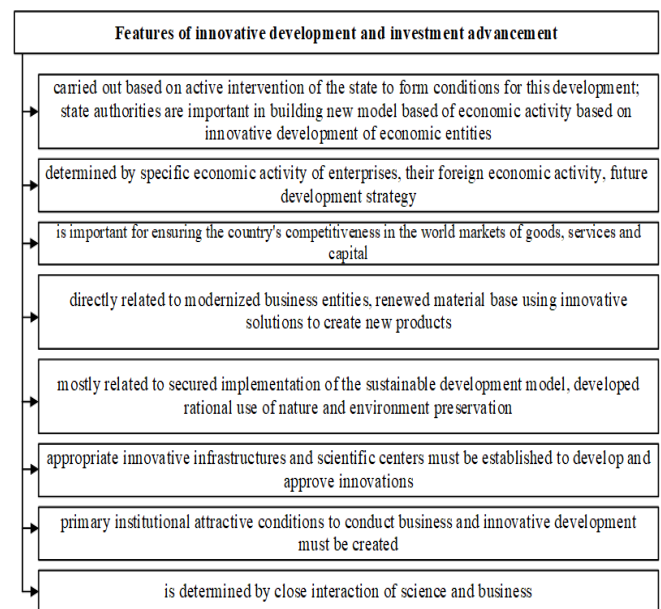 Features of innovative development and investment advancement
carried out based on active intervention of the state to form conditions for this development;
state authorities are important in building new model based of economic activity based on
innovative development of economic entities
determined by specific economic activity of enterprises, their foreign economic activity, future
development strategy
is important for ensuring the country's competitiveness in the world markets of goods, services and
capital
directly related to modernized business entities, renewed material base using innovative
solutions to create new products
mostly related to secured implementation of the sustainable development model, developed
rational use of nature and environment preservation
appropriate innovative infrastructures and scientific centers must be established to develop and
approve innovations
primary institutional attractive conditions to conduct business and innovative development
must be created
is determined by close interaction of science and business